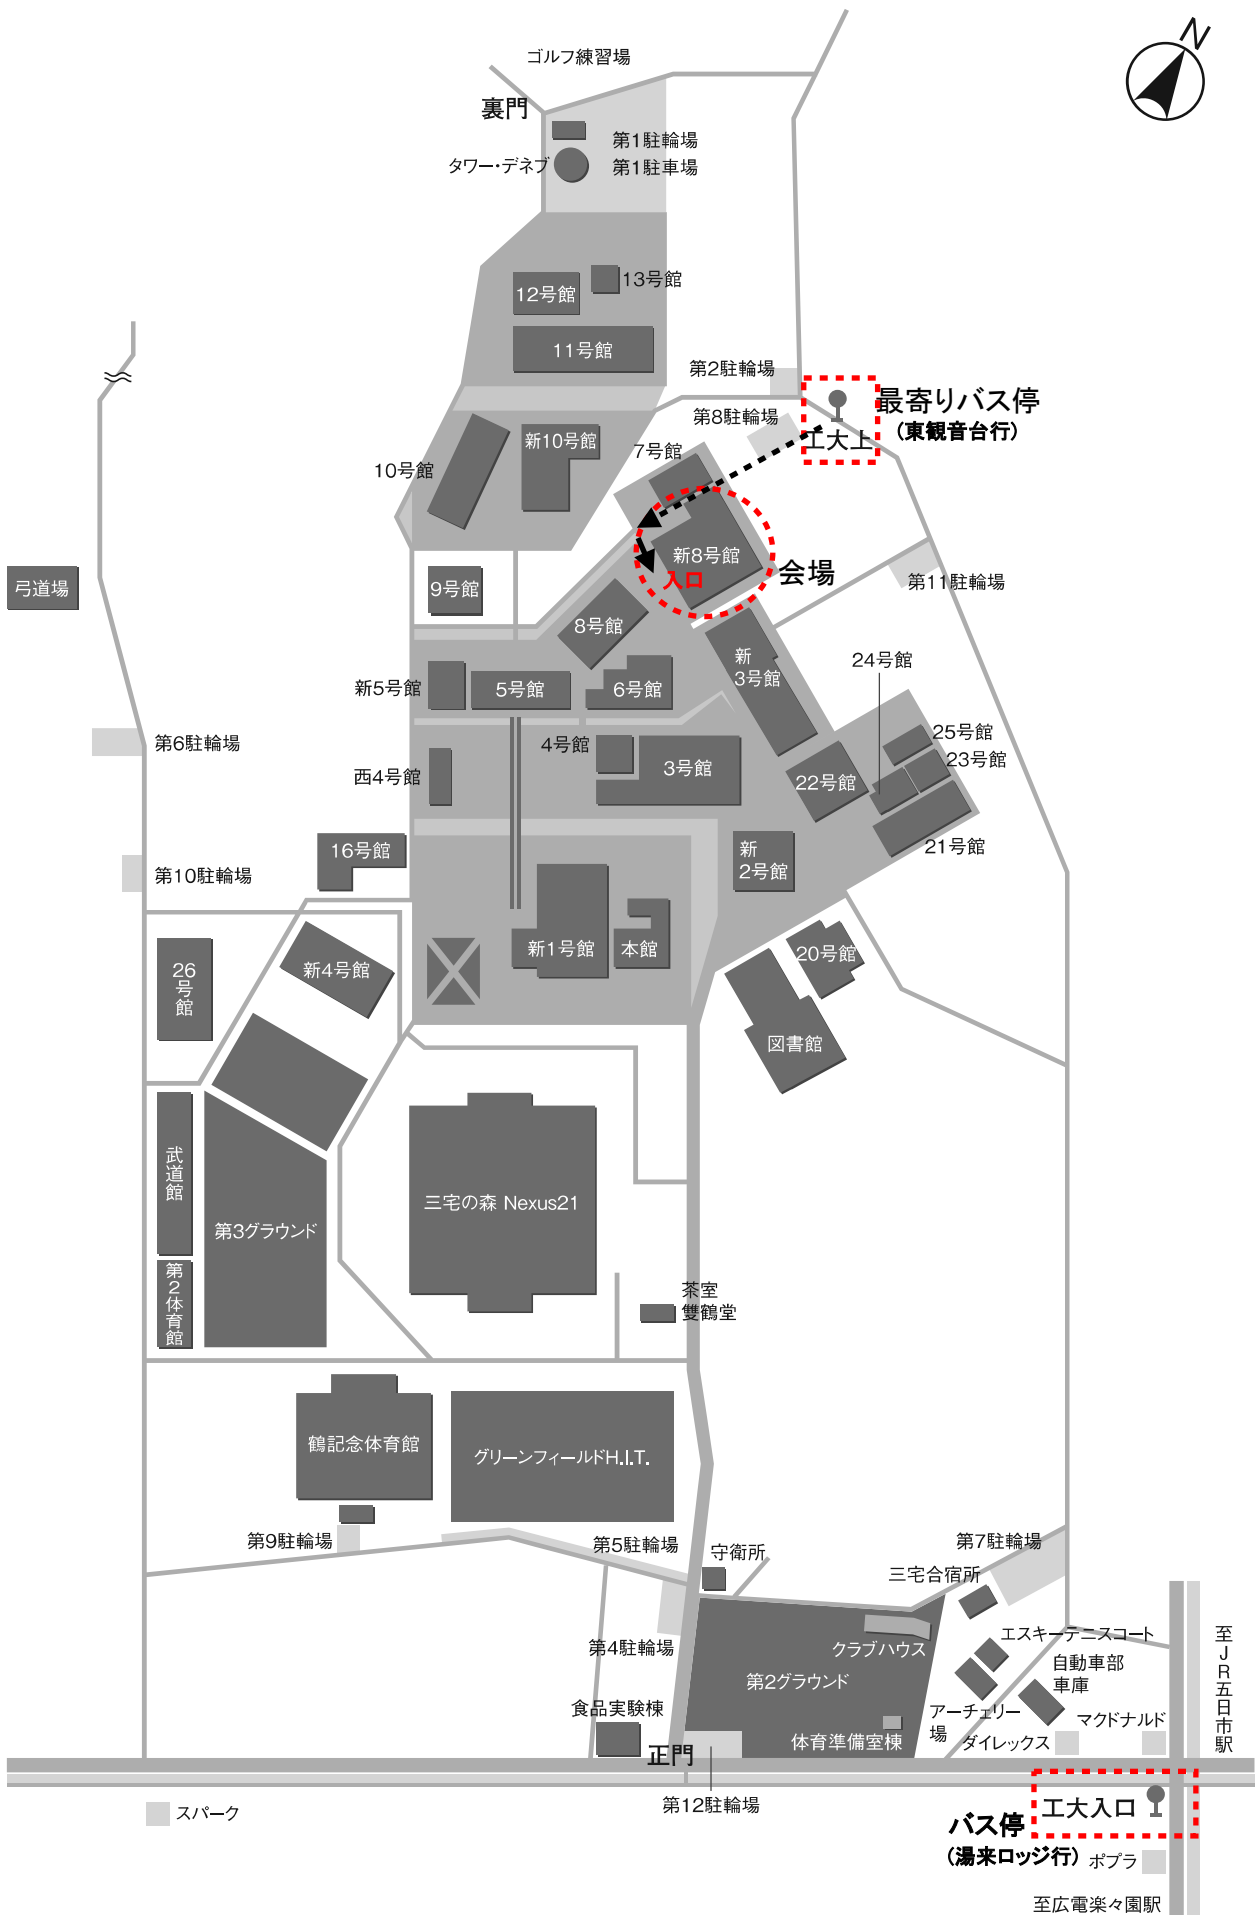 N
ゴルフ練習場
裏門
第1駐輪場
第1駐車場
タワー・デネブ
13号館
12号館
11号館
第2駐輪場
第8駐輪場
最寄りバス停
(東観音台行)
工大上
7号館
新10号館
10号館
新8号館
会場
入口
第11駐輪場
弓道場
9号館
8号館
新
3号館
24号館
新5号館
5号館
6号館
25号館
23号館
第6駐輪場
4号館
3号館
西4号館
22号館
21号館
16号館
新
2号館
第10駐輪場
新1号館
本館
20号館
26
号
館
新4号館
図書館
武
道
館
三宅の森 Nexus21
第3グラウンド
第
2
体
育
館
茶室
雙鶴堂
鶴記念体育館
グリーンフィールドH.I.T.
第9駐輪場
第5駐輪場
守衛所
第7駐輪場
三宅合宿所
第4駐輪場
クラブハウス
エスキーテニスコート
第2グラウンド
自動車部
車庫
至
J
R
五
日
市
駅
食品実験棟
アーチェリー
場
マクドナルド
体育準備室棟
ダイレックス
正門
第12駐輪場
スパーク
工大入口
バス停
(湯来ロッジ行)
ポプラ
至広電楽々園駅